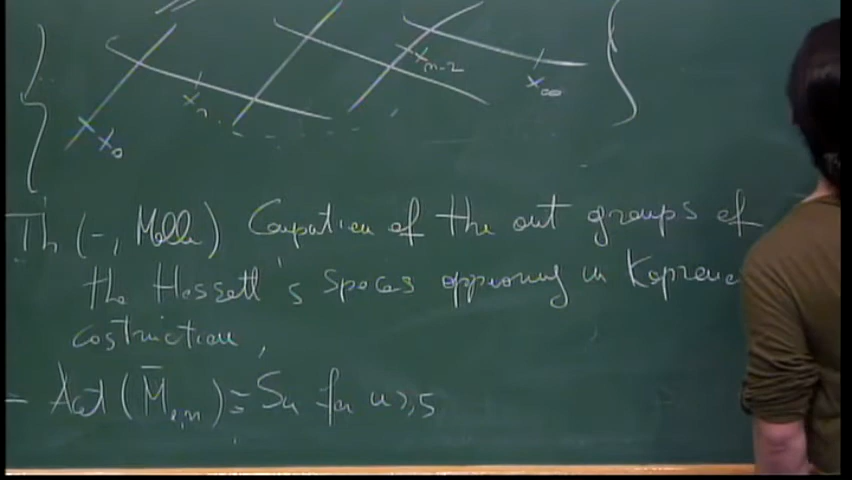 x₀ xₙ xₙ₋₂ x∞
Th (-, Mella) Computation of the aut groups of
the Hassett's spaces appearing in Kapranov
costruction,
- Aut (M̄₀,ₙ) ≅ Sₙ for n ≥ 5